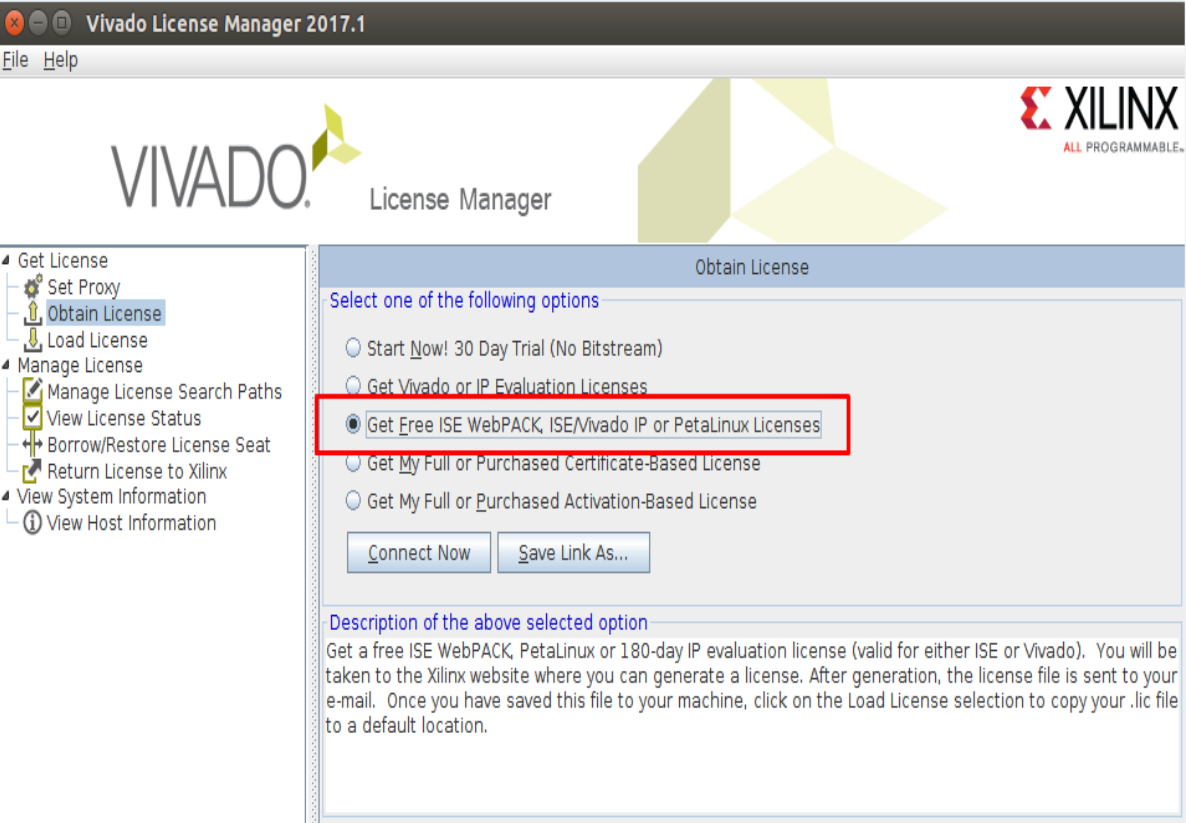 Vivado License Manager 2017.1
File Help
VIVADO.
License Manager
XILINX
ALL PROGRAMMABLE™
Get License
Set Proxy
Obtain License
Load License
Manage License
Manage License Search Paths
View License Status
Borrow/Restore License Seat
Return License to Xilinx
View System Information
View Host Information
Obtain License
Select one of the following options
Start Now! 30 Day Trial (No Bitstream)
Get Vivado or IP Evaluation Licenses
Get Free ISE WebPACK, ISE/Vivado IP or PetaLinux Licenses
Get My Full or Purchased Certificate-Based License
Get My Full or Purchased Activation-Based License
Connect Now Save Link As...
Description of the above selected option
Get a free ISE WebPACK, PetaLinux or 180-day IP evaluation license (valid for either ISE or Vivado). You will be
taken to the Xilinx website where you can generate a license. After generation, the license file is sent to your
e-mail. Once you have saved this file to your machine, click on the Load License selection to copy your .lic file
to a default location.